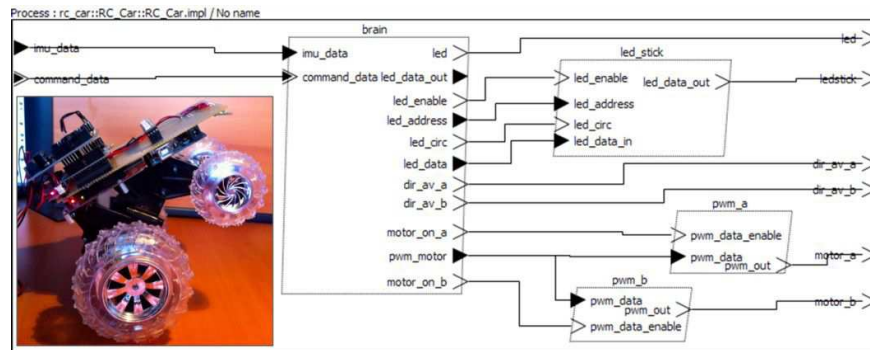 Process : rc_car::RC_Car::RC_Car.impl / No name
brain
imu_data
imu_data
led
led
led_stick
command_data
command_data
led_data_out
led_enable
led_enable
led_data_out
ledstick
led_address
led_address
led_circ
led_circ
led_data
led_data_in
dir_av_a
dir_av_a
dir_av_b
dir_av_b
pwm_a
motor_on_a
pwm_data_enable
pwm_motor
pwm_data
pwm_out
motor_a
motor_on_b
pwm_b
pwm_data
pwm_out
motor_b
pwm_data_enable